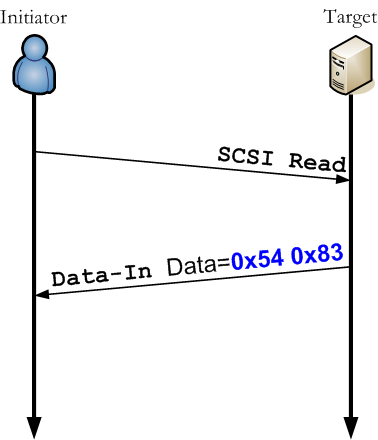 Initiator
Target
SCSI Read
Data-In Data=0x54 0x83